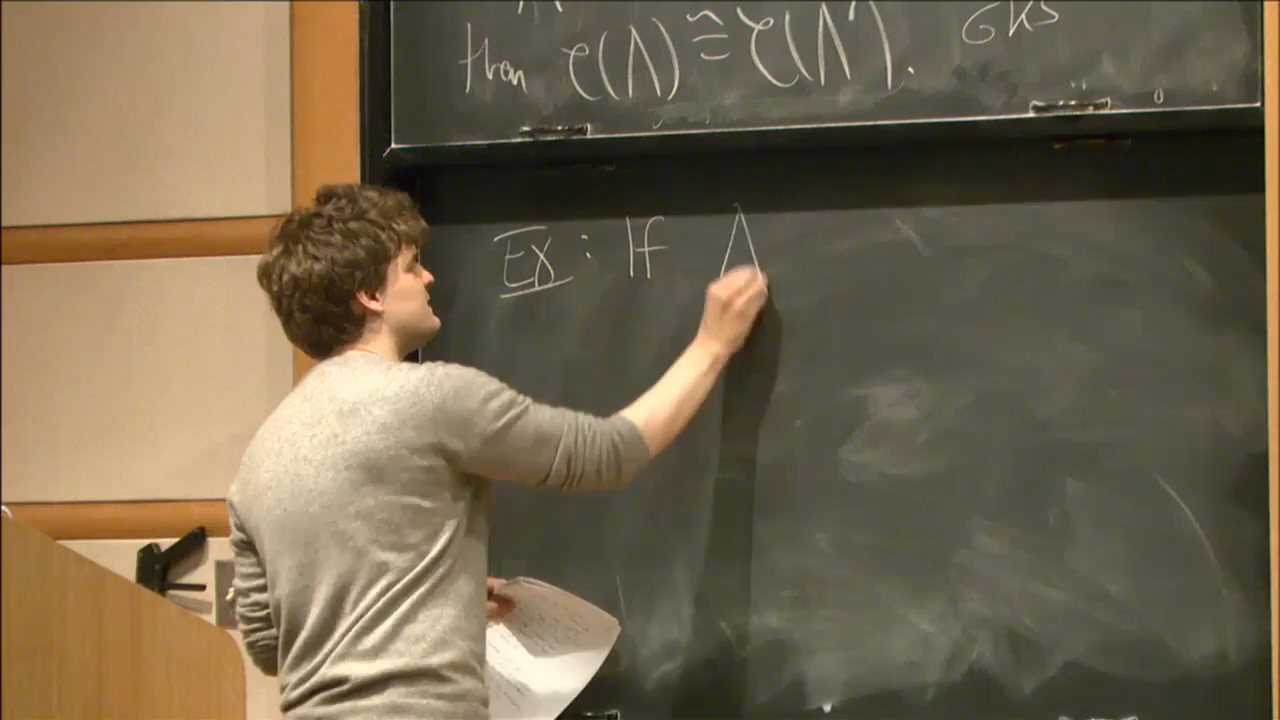 then 𝒞(Λ) ≅ 𝒞(Λ'). GKS
Ex: If Λ